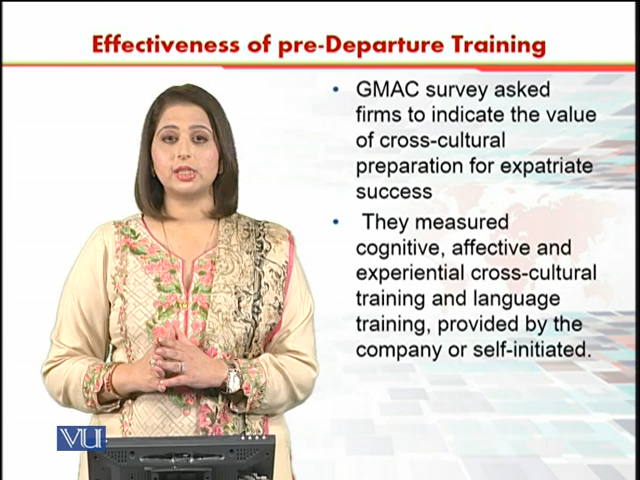 Effectiveness of pre-Departure Training
• GMAC survey asked
firms to indicate the value
of cross-cultural
preparation for expatriate
success
• They measured
cognitive, affective and
experiential cross-cultural
training and language
training, provided by the
company or self-initiated.
VU